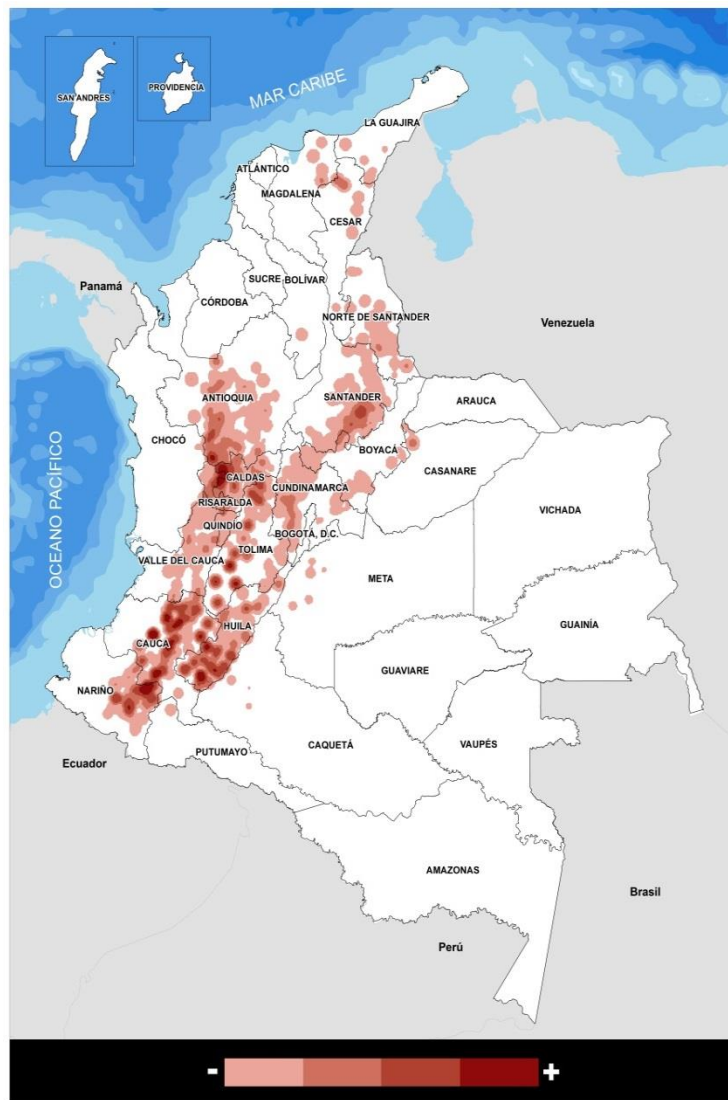 SAN ANDRES
PROVIDENCIA
MAR CARIBE
LA GUAJIRA
ATLÁNTICO
MAGDALENA
CESAR
SUCRE
BOLÍVAR
Panamá
CÓRDOBA
NORTE DE SANTANDER
Venezuela
ANTIOQUIA
SANTANDER
ARAUCA
CHOCÓ
BOYACÁ
OCEANO PACÍFICO
CALDAS
CUNDINAMARCA
CASANARE
RISARALDA
VICHADA
QUINDÍO
BOGOTÁ, D.C.
TOLIMA
VALLE DEL CAUCA
META
HUILA
GUAINÍA
CAUCA
GUAVIARE
NARIÑO
CAQUETÁ
VAUPÉS
PUTUMAYO
Ecuador
AMAZONAS
Brasil
Perú
- +